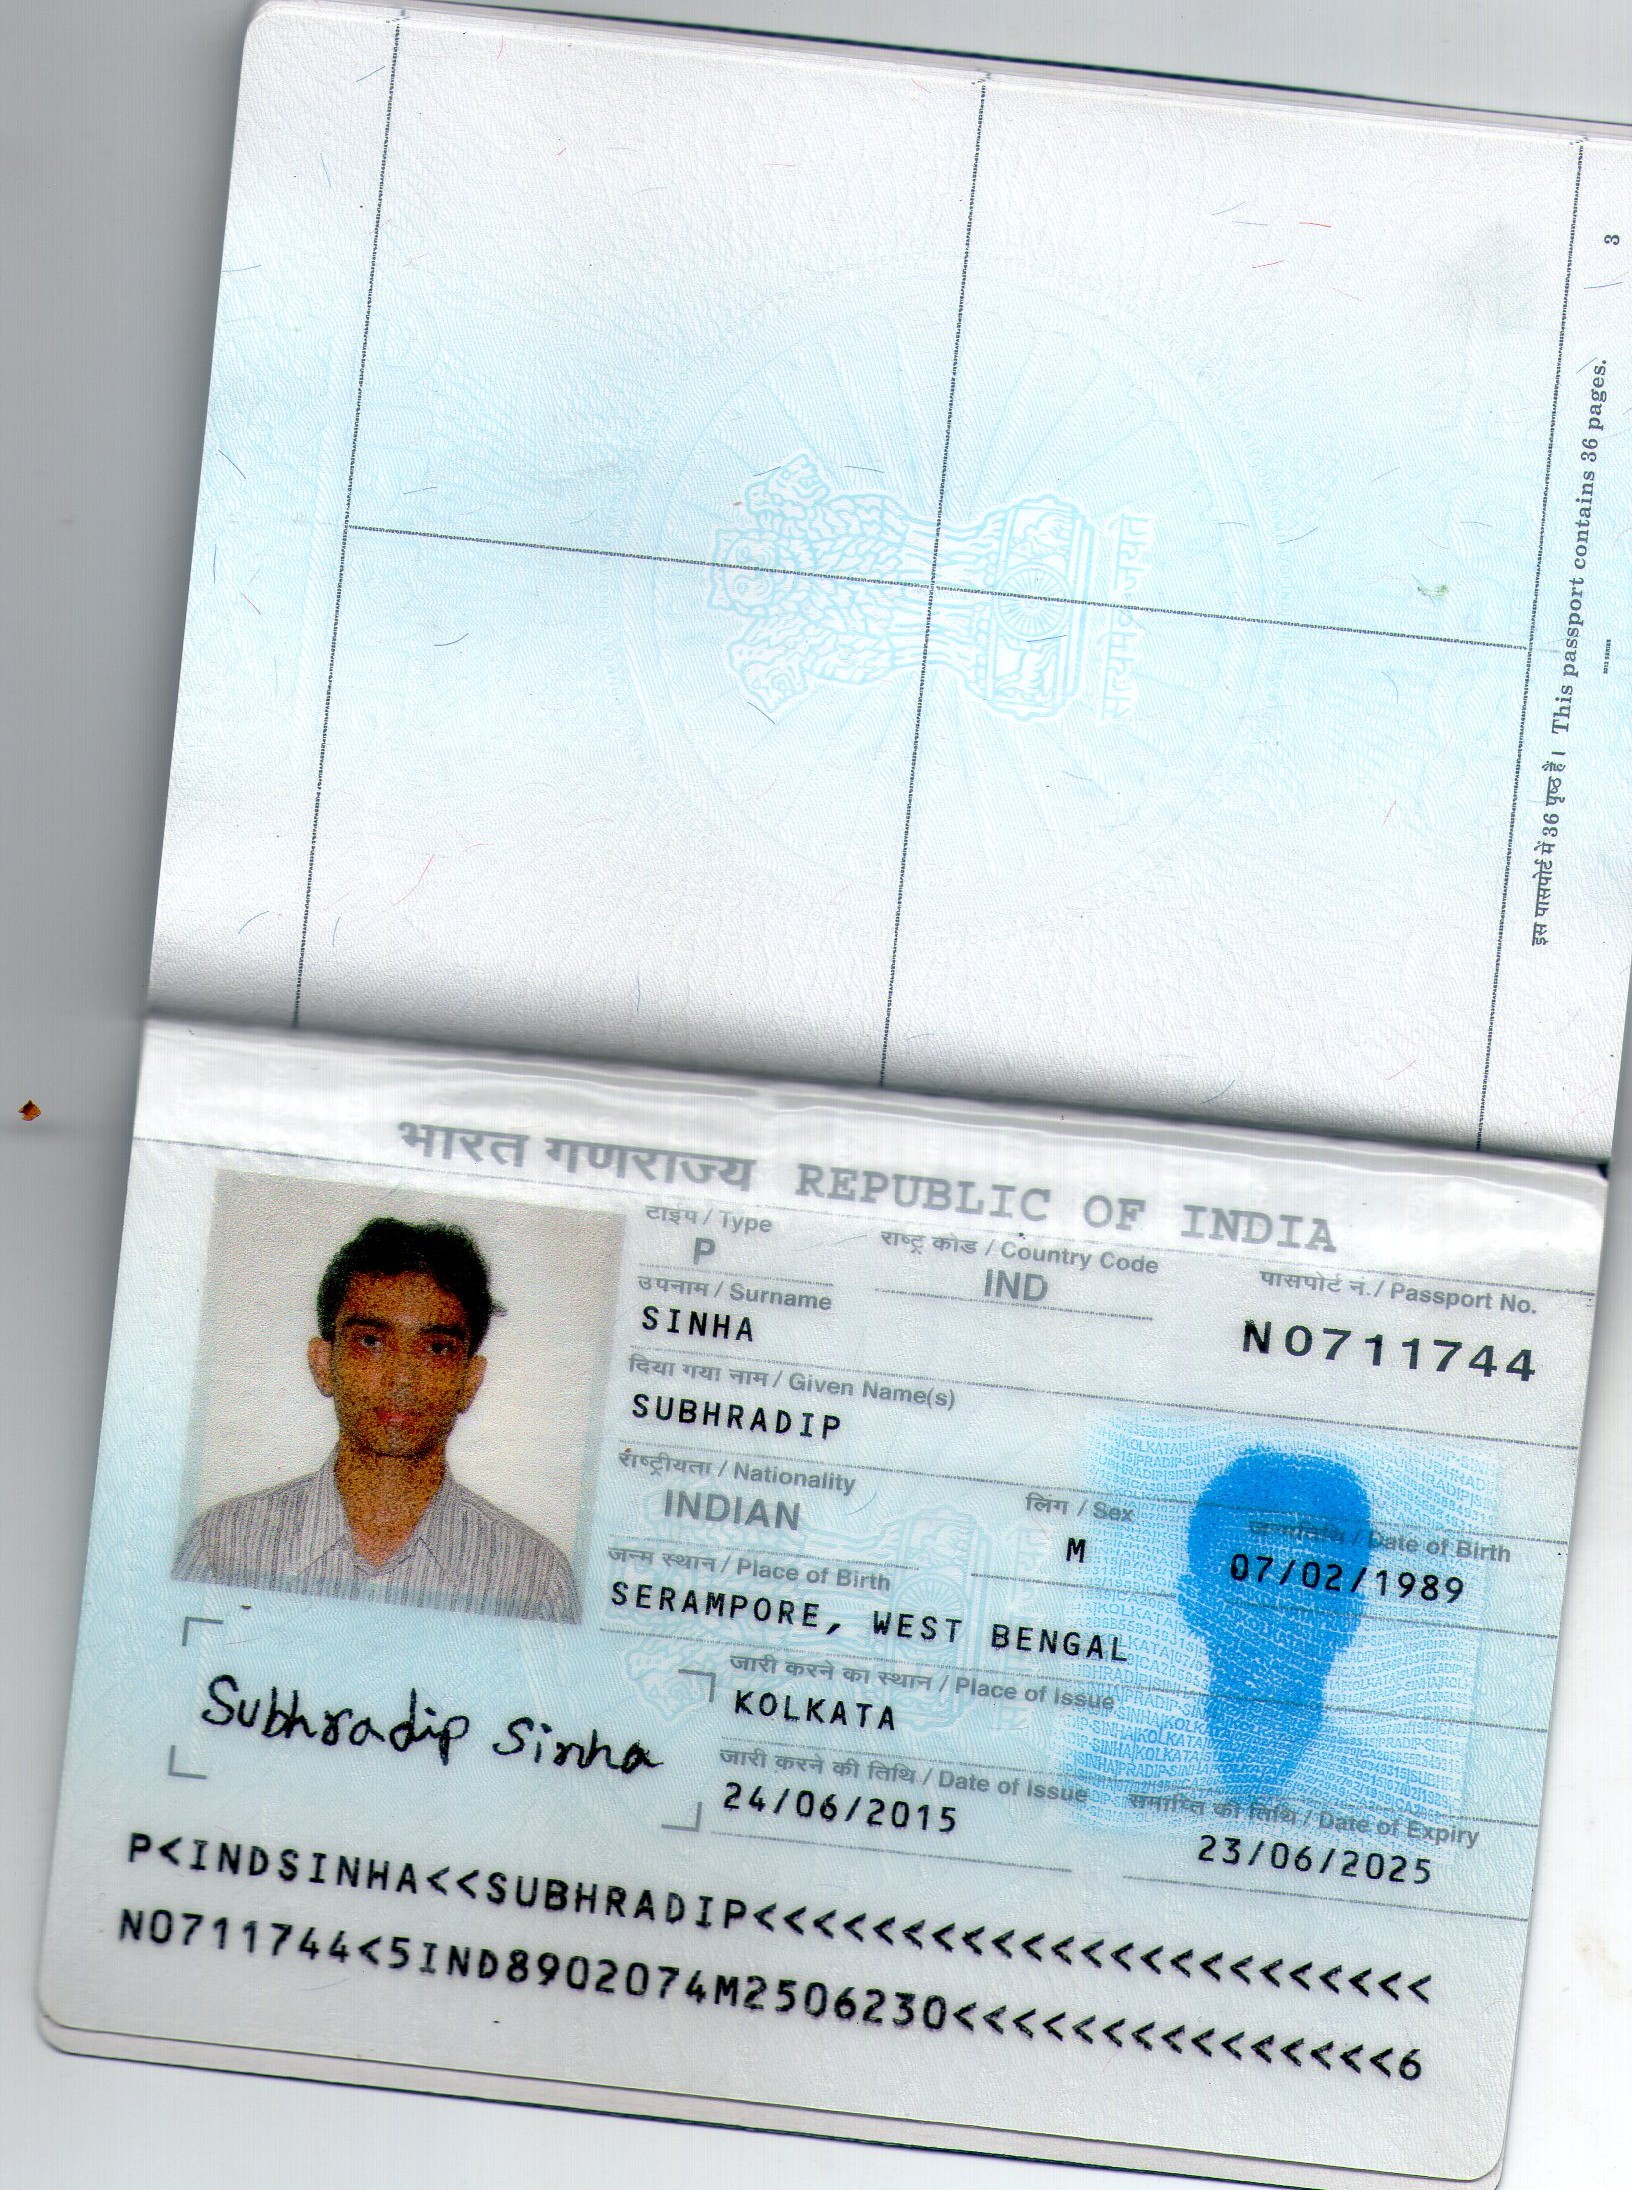 3
इस पासपोर्ट में 36 पृष्ठ हैं। This passport contains 36 pages.
भारत गणराज्य REPUBLIC OF INDIA
टाइप / Type
राष्ट्र कोड / Country Code
पासपोर्ट न. / Passport No.
P
IND
N0711744
उपनाम / Surname
SINHA
दिया गया नाम / Given Name(s)
SUBHRADIP
राष्ट्रीयता / Nationality
लिंग / Sex
जन्मतिथि / Date of Birth
INDIAN
M
07/02/1989
जन्म स्थान / Place of Birth
SERAMPORE, WEST BENGAL
जारी करने का स्थान / Place of Issue
KOLKATA
Subhradip Sinha
जारी करने की तिथि / Date of Issue
समाप्ति की तिथि / Date of Expiry
24/06/2015
23/06/2025
P<INDSINHA<<SUBHRADIP<<<<<<<<<<<<<<<<<<<<<<<
N0711744<5IND8902074M2506230<<<<<<<<<<<<<<<6